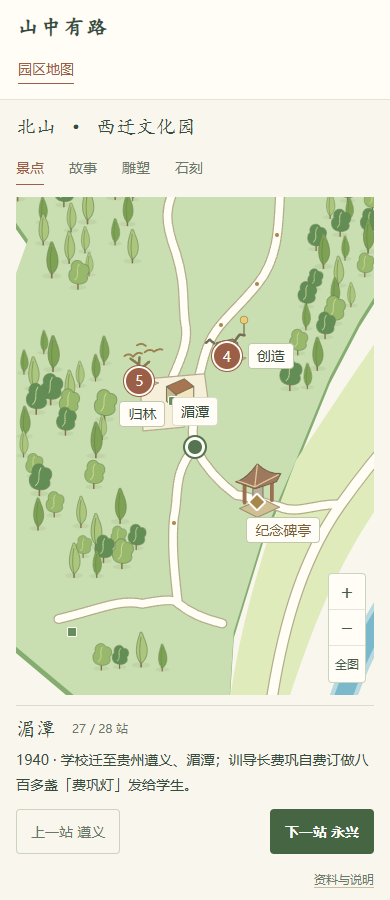 山中有路
园区地图
北山 • 西迁文化园
景点 故事 雕塑 石刻
4 创造
5
归林 湄潭
纪念碑亭
+
−
全图
湄潭 27 / 28 站
1940 · 学校迁至贵州遵义、湄潭；训导长费巩自费订做八
百多盏「费巩灯」发给学生。
上一站 遵义 下一站 永兴
资料与说明